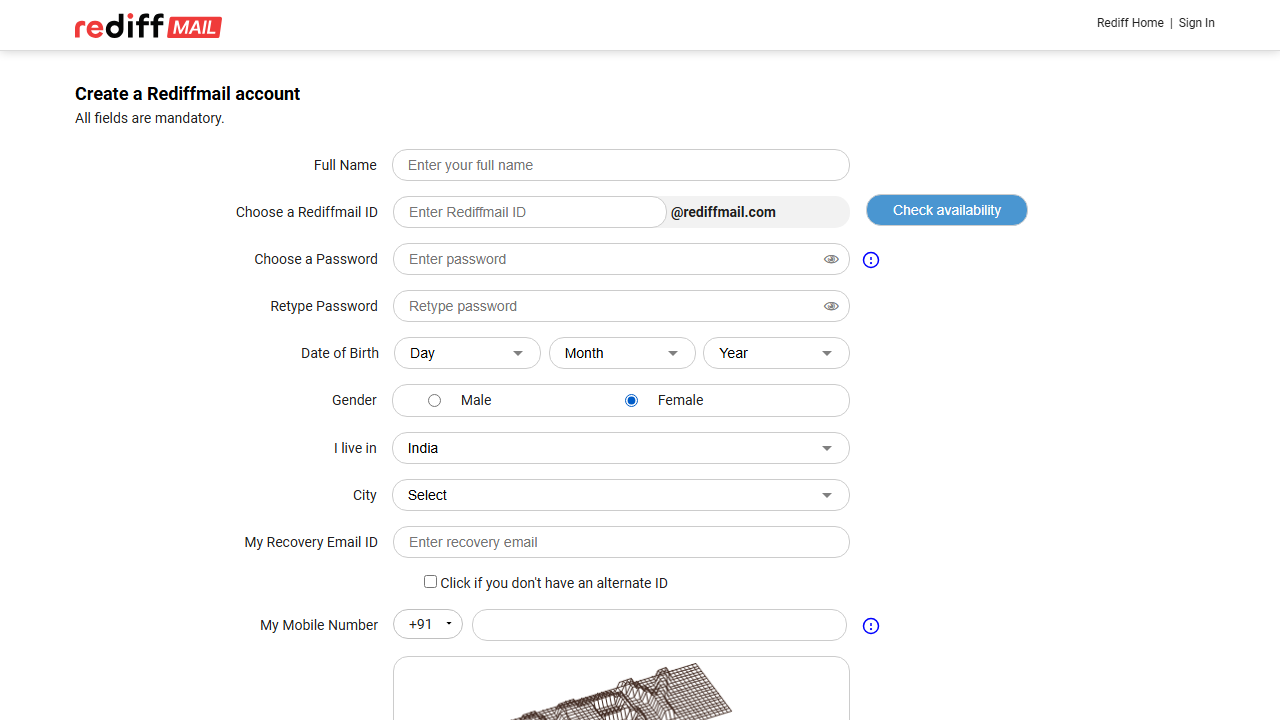 rediff MAIL
Rediff Home | Sign In
Create a Rediffmail account
All fields are mandatory.
Full Name Enter your full name
Choose a Rediffmail ID Enter Rediffmail ID @rediffmail.com Check availability
Choose a Password Enter password
Retype Password Retype password
Date of Birth Day Month Year
Gender Male Female
I live in India
City Select
My Recovery Email ID Enter recovery email
Click if you don't have an alternate ID
My Mobile Number +91